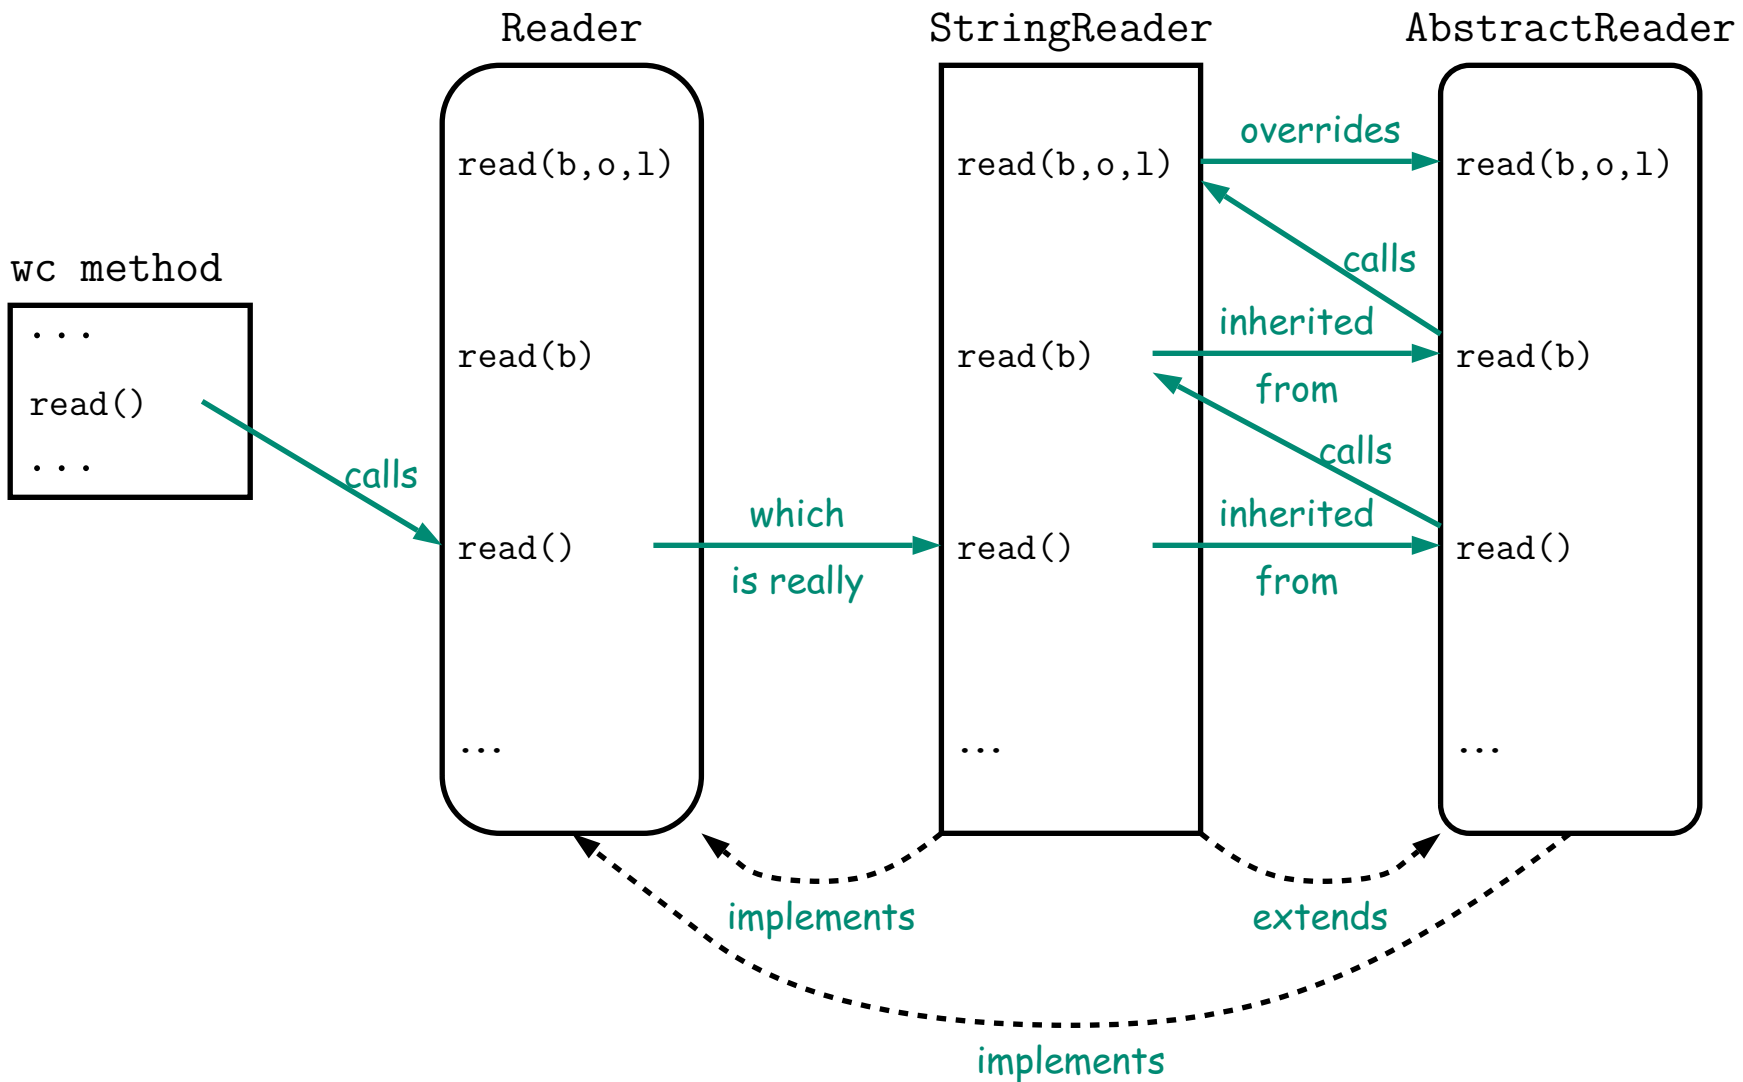 Reader
StringReader
AbstractReader
overrides
read(b,o,l)
read(b,o,l)
read(b,o,l)
calls
wc method
...
inherited
read(b)
read(b)
read(b)
from
read()
calls
...
calls
which
inherited
read()
read()
read()
is really
from
...
...
...
implements
extends
implements